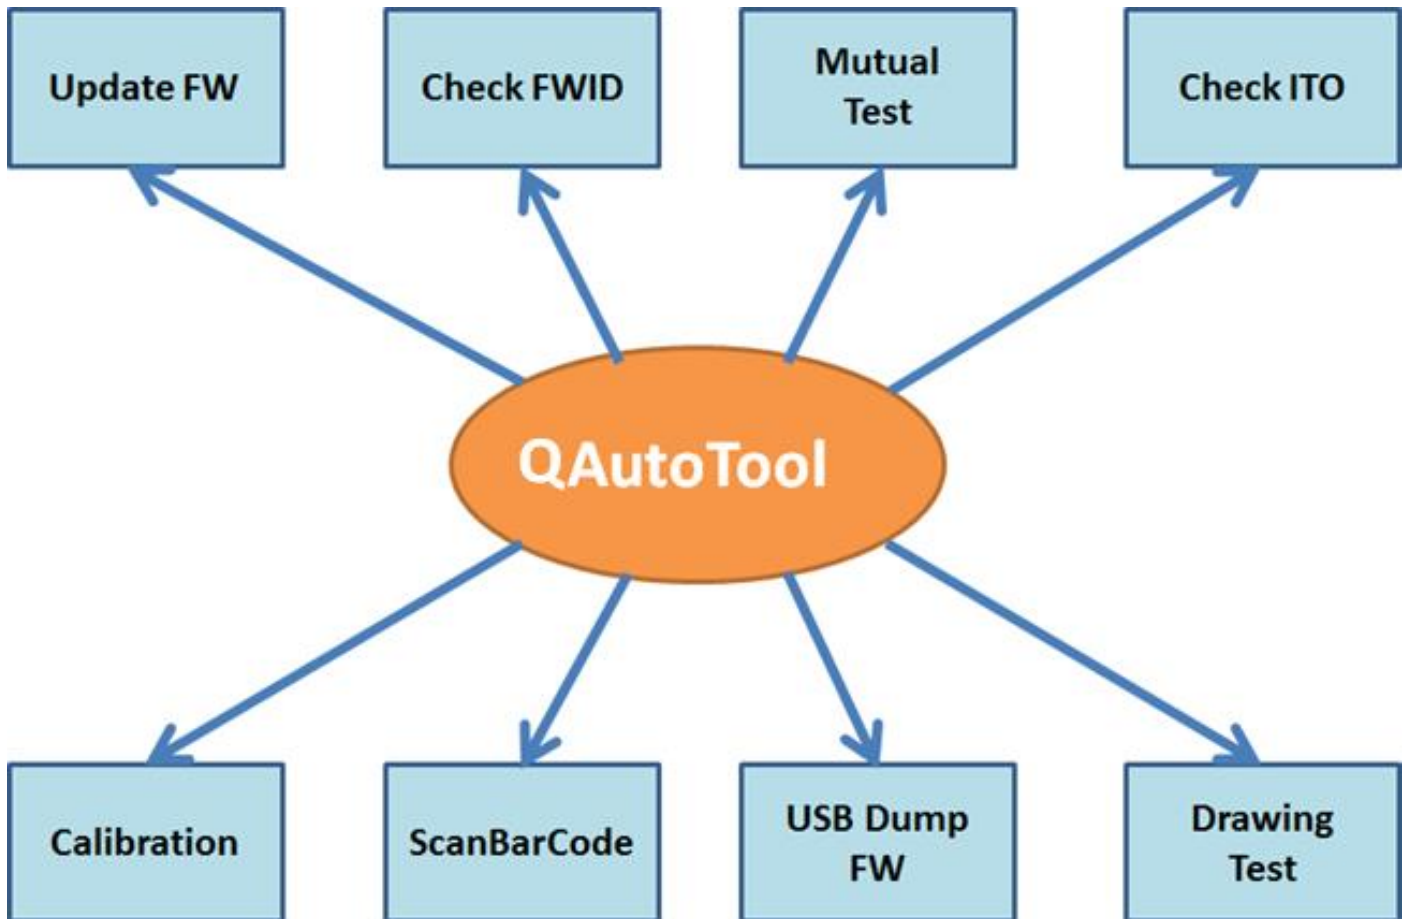 Update FW
Check FWID
Mutual
Test
Check ITO
QAutoTool
Calibration
ScanBarCode
USB Dump
FW
Drawing
Test